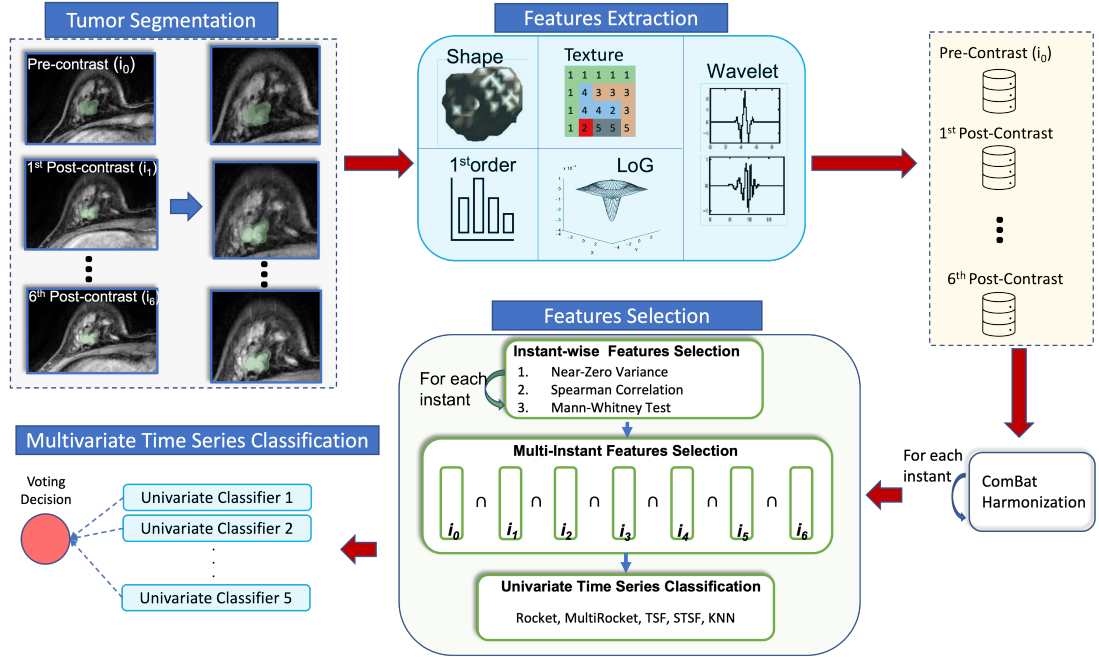 Tumor Segmentation
Pre-contrast (i0)
1st Post-contrast (i1)
6th Post-contrast (i6)
Features Extraction
Shape
Texture
1 1 1 1 1
1 4 3 3 3
1 4 4 2 3
1 2 5 5 5
Wavelet
1st order
LoG
Pre-Contrast (i0)
1st Post-Contrast
6th Post-Contrast
For each
instant
ComBat
Harmonization
Features Selection
Instant-wise Features Selection
For each
instant
1. Near-Zero Variance
2. Spearman Correlation
3. Mann-Whitney Test
Multi-Instant Features Selection
i0 ∩ i1 ∩ i2 ∩ i3 ∩ i4 ∩ i5 ∩ i6
Univariate Time Series Classification
Rocket, MultiRocket, TSF, STSF, KNN
Multivariate Time Series Classification
Voting
Decision
Univariate Classifier 1
Univariate Classifier 2
Univariate Classifier 5